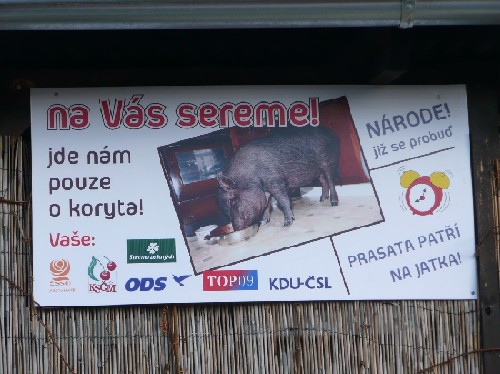 na Vás sereme!
jde nám
pouze
o koryta!
Vaše:
ČSSD
KSČM
ODS
TOP09
KDU-ČSL
NÁRODE!
již se probuď
PRASATA PATŘÍ
NA JATKA!